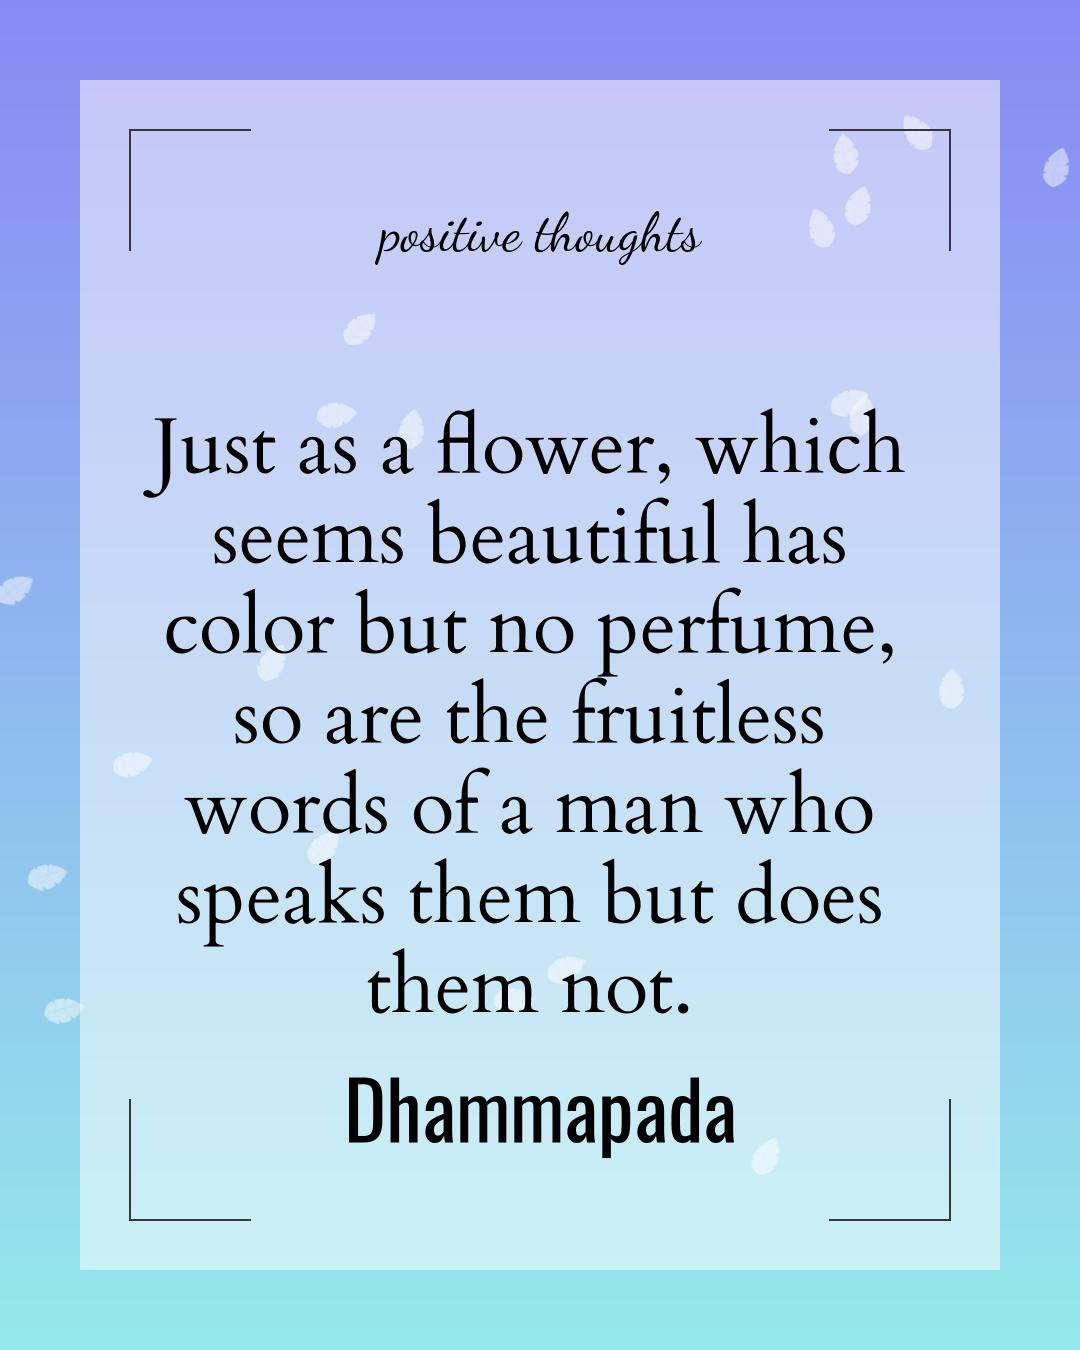 positive thoughts
Just as a flower, which
seems beautiful has
color but no perfume,
so are the fruitless
words of a man who
speaks them but does
them not.
Dhammapada